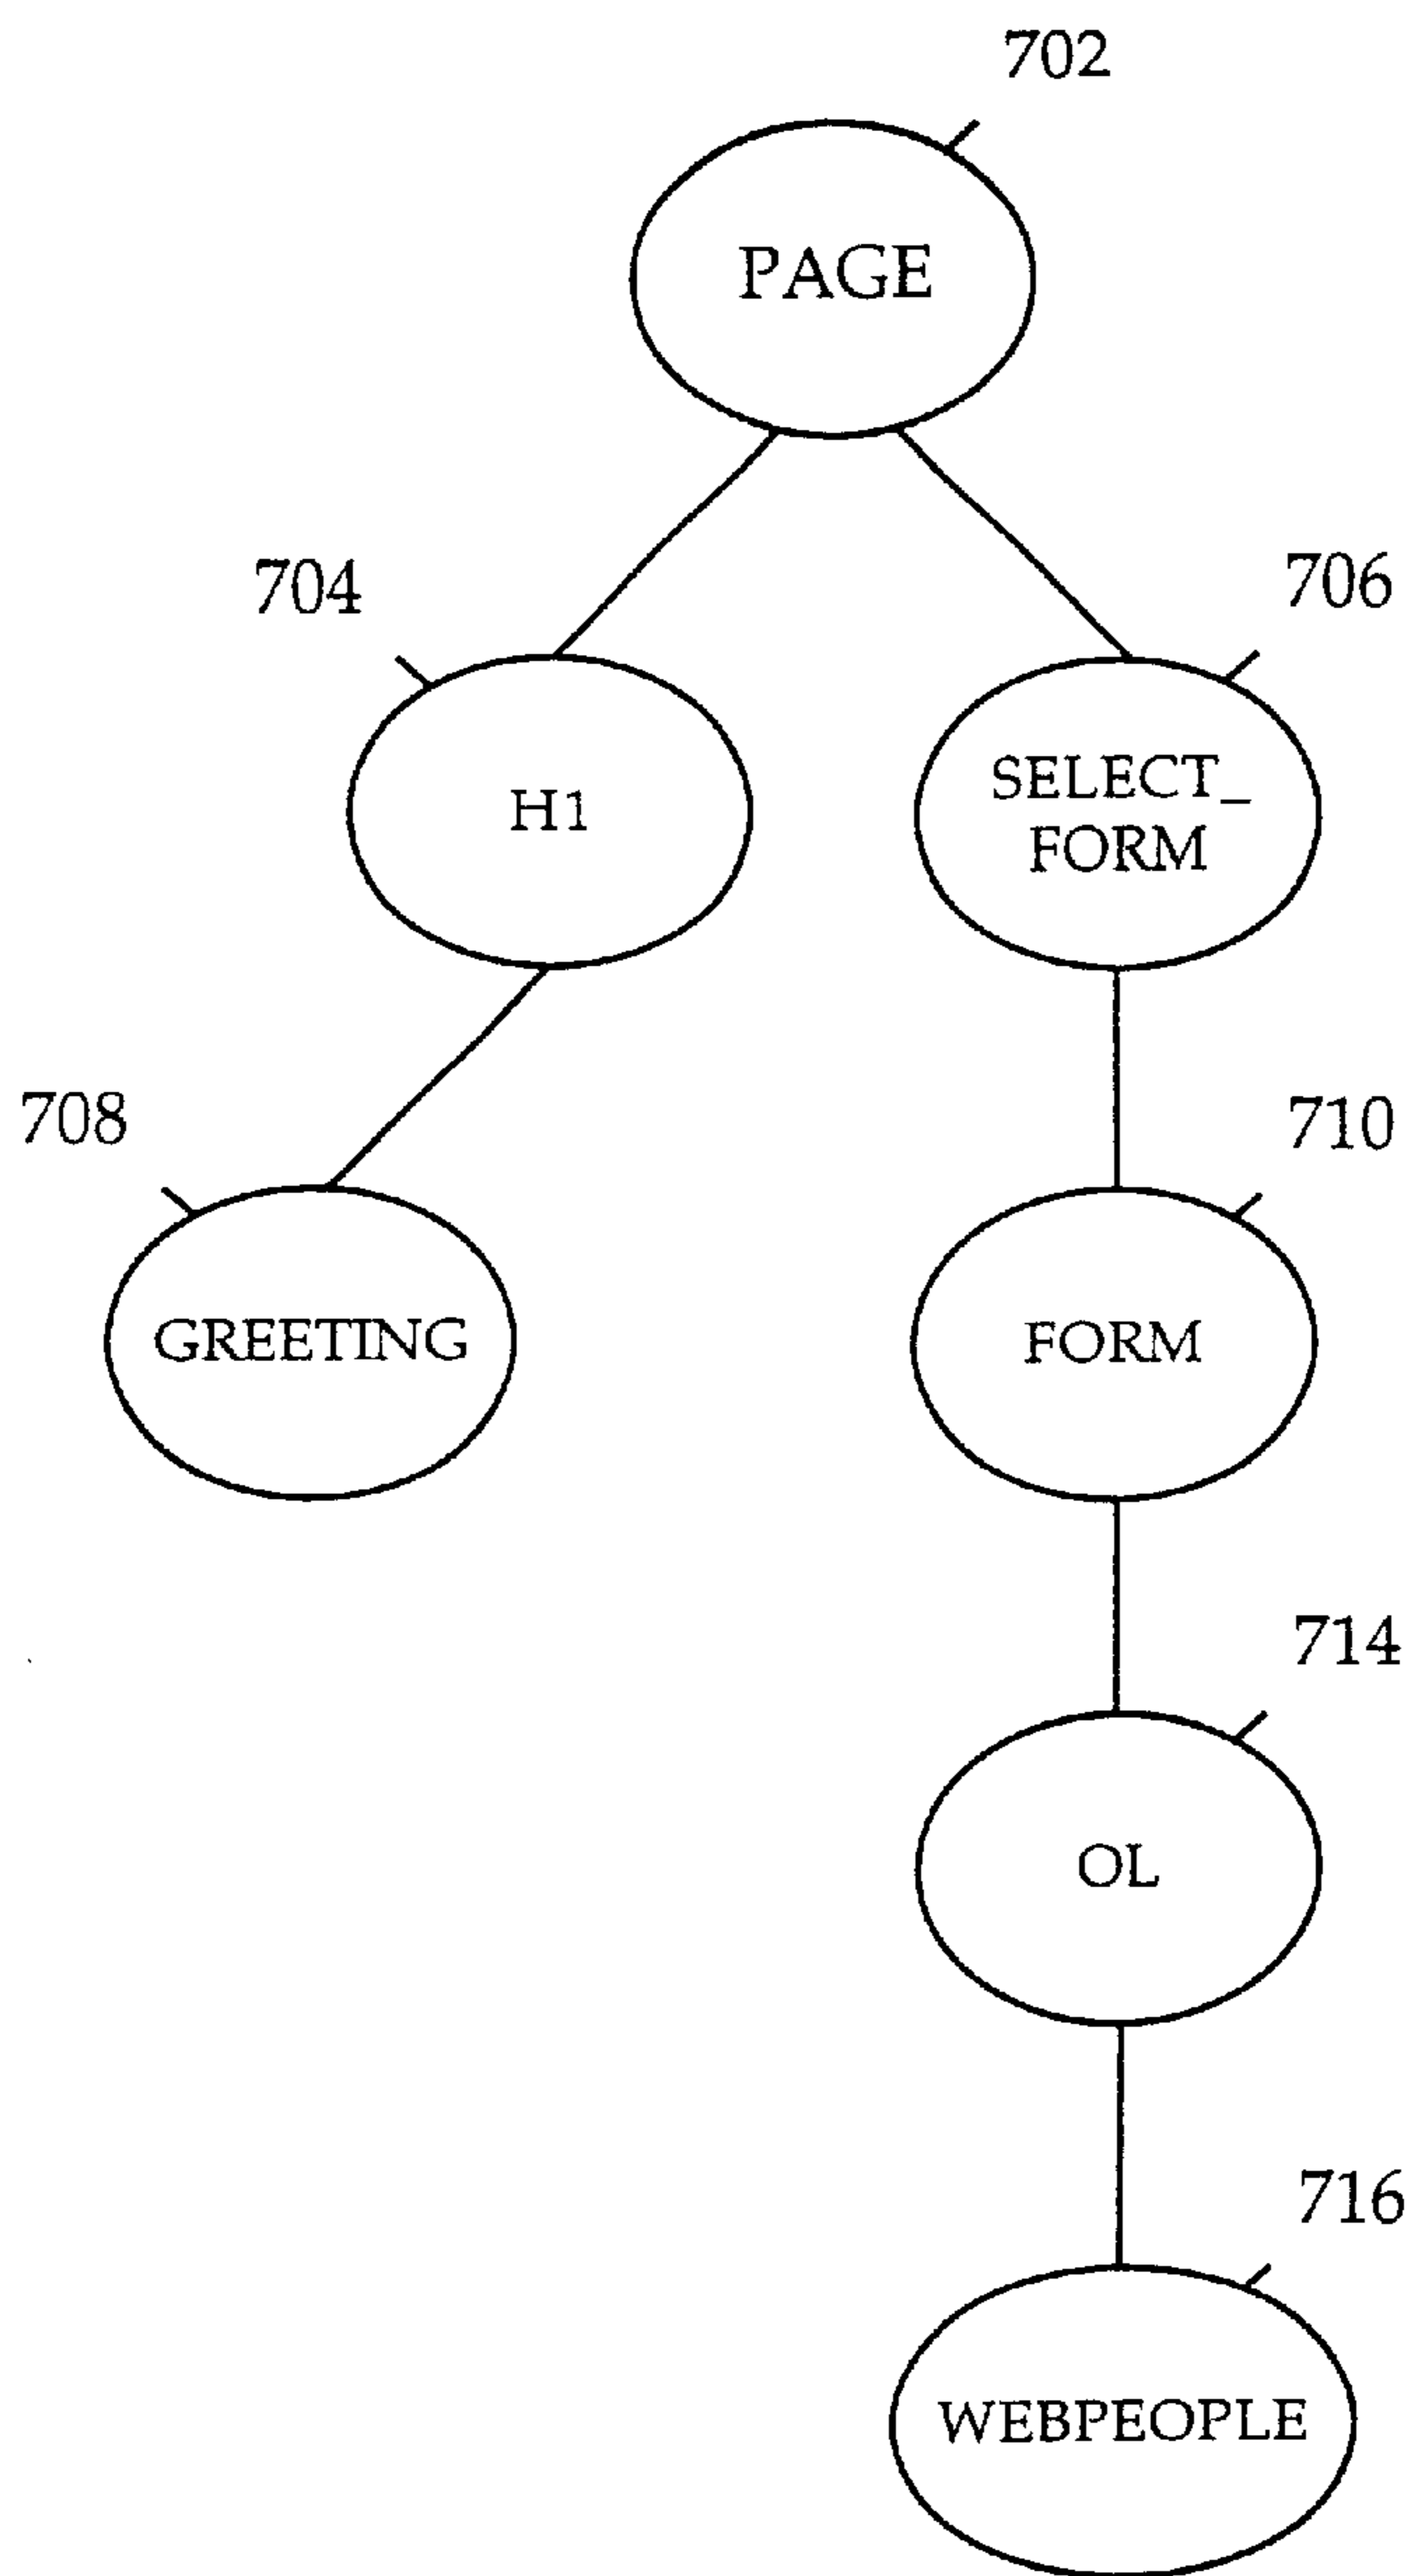 702
PAGE
704
706
H1
SELECT_
FORM
708
710
GREETING
FORM
714
OL
716
WEBPEOPLE